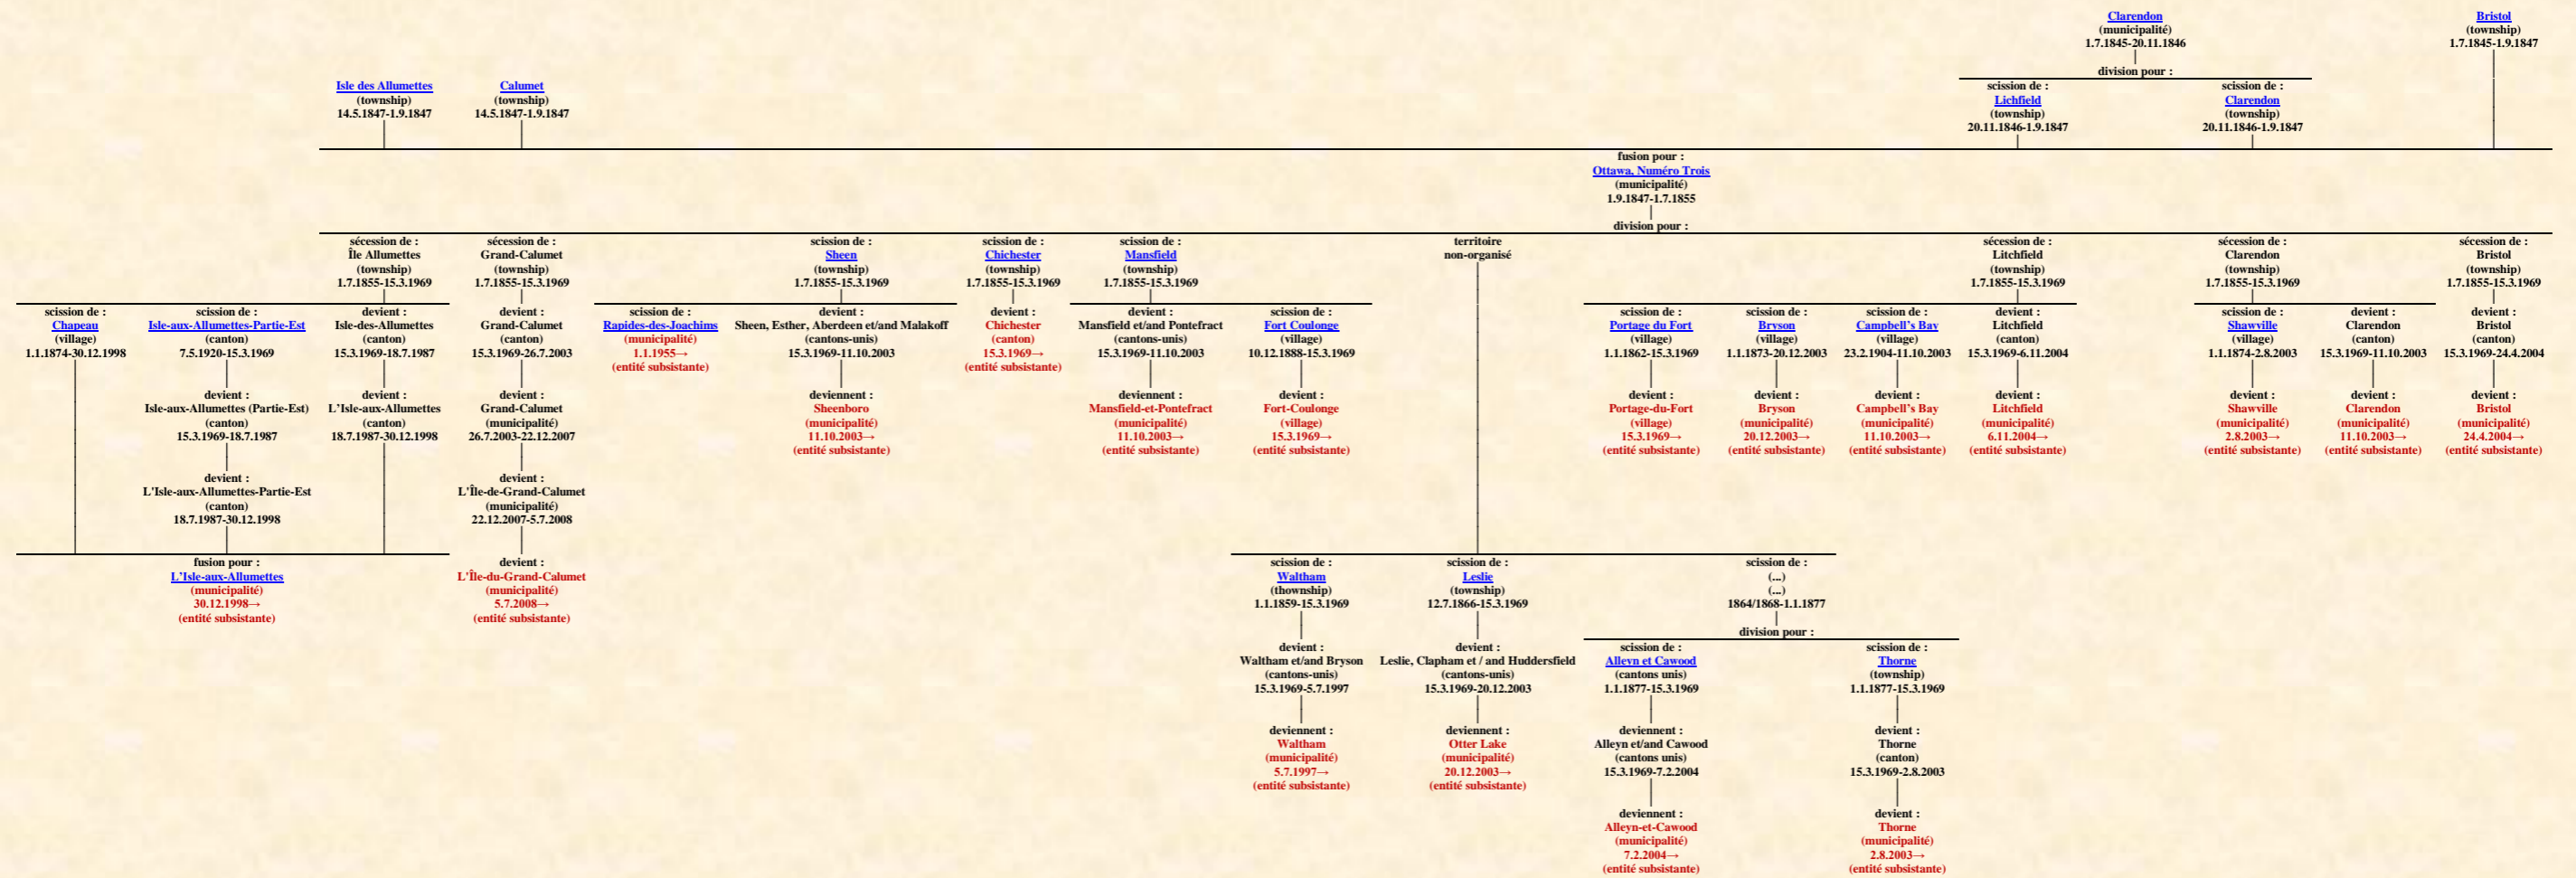 Clarendon
(municipalité)
1.7.1845-20.11.1846
division pour :
Bristol
(township)
1.7.1845-1.9.1847
Isle des Allumettes
(township)
14.5.1847-1.9.1847
Calumet
(township)
14.5.1847-1.9.1847
scission de :
Lichfield
(township)
20.11.1846-1.9.1847
scission de :
Clarendon
(township)
20.11.1846-1.9.1847
fusion pour :
Ottawa, Numéro Trois
(municipalité)
1.9.1847-1.7.1855
division pour :
sécession de :
Île Allumettes
(township)
1.7.1855-15.3.1969
sécession de :
Grand-Calumet
(township)
1.7.1855-15.3.1969
scission de :
Sheen
(township)
1.7.1855-15.3.1969
scission de :
Chichester
(township)
1.7.1855-15.3.1969
scission de :
Mansfield
(township)
1.7.1855-15.3.1969
territoire
non-organisé
sécession de :
Litchfield
(township)
1.7.1855-15.3.1969
sécession de :
Clarendon
(township)
1.7.1855-15.3.1969
sécession de :
Bristol
(township)
1.7.1855-15.3.1969
scission de :
Chapeau
(village)
1.1.1874-30.12.1998
scission de :
Isle-aux-Allumettes-Partie-Est
(canton)
7.5.1920-15.3.1969
devient :
Isle-des-Allumettes
(canton)
15.3.1969-18.7.1987
devient :
Grand-Calumet
(canton)
15.3.1969-26.7.2003
scission de :
Rapides-des-Joachims
(municipalité)
1.1.1955→
(entité subsistante)
devient :
Sheen, Esther, Aberdeen et/and Malakoff
(cantons-unis)
15.3.1969-11.10.2003
devient :
Chichester
(canton)
15.3.1969→
(entité subsistante)
devient :
Mansfield et/and Pontefract
(cantons-unis)
15.3.1969-11.10.2003
scission de :
Fort Coulonge
(village)
10.12.1888-15.3.1969
scission de :
Portage du Fort
(village)
1.1.1862-15.3.1969
scission de :
Bryson
(village)
1.1.1873-20.12.2003
scission de :
Campbell's Bay
(village)
23.2.1904-11.10.2003
devient :
Litchfield
(canton)
15.3.1969-6.11.2004
scission de :
Shawville
(village)
1.1.1874-2.8.2003
devient :
Clarendon
(canton)
15.3.1969-11.10.2003
devient :
Bristol
(canton)
15.3.1969-24.4.2004
devient :
Isle-aux-Allumettes (Partie-Est)
(canton)
15.3.1969-18.7.1987
devient :
L'Isle-aux-Allumettes
(canton)
18.7.1987-30.12.1998
devient :
Grand-Calumet
(municipalité)
26.7.2003-22.12.2007
deviennent :
Sheenboro
(municipalité)
11.10.2003→
(entité subsistante)
deviennent :
Mansfield-et-Pontefract
(municipalité)
11.10.2003→
(entité subsistante)
devient :
Fort-Coulonge
(village)
15.3.1969→
(entité subsistante)
devient :
Portage-du-Fort
(village)
15.3.1969→
(entité subsistante)
devient :
Bryson
(municipalité)
20.12.2003→
(entité subsistante)
devient :
Campbell's Bay
(municipalité)
11.10.2003→
(entité subsistante)
devient :
Litchfield
(municipalité)
6.11.2004→
(entité subsistante)
devient :
Shawville
(municipalité)
2.8.2003→
(entité subsistante)
devient :
Clarendon
(municipalité)
11.10.2003→
(entité subsistante)
devient :
Bristol
(municipalité)
24.4.2004→
(entité subsistante)
devient :
L'Isle-aux-Allumettes-Partie-Est
(canton)
18.7.1987-30.12.1998
devient :
L'Île-de-Grand-Calumet
(municipalité)
22.12.2007-5.7.2008
fusion pour :
L'Isle-aux-Allumettes
(municipalité)
30.12.1998→
(entité subsistante)
devient :
L'Île-du-Grand-Calumet
(municipalité)
5.7.2008→
(entité subsistante)
scission de :
Waltham
(thownship)
1.1.1859-15.3.1969
scission de :
Leslie
(township)
12.7.1866-15.3.1969
scission de :
(...)
(...)
1864/1868-1.1.1877
division pour :
devient :
Waltham et/and Bryson
(cantons-unis)
15.3.1969-5.7.1997
devient :
Leslie, Clapham et / and Huddersfield
(cantons-unis)
15.3.1969-20.12.2003
scission de :
Alleyn et Cawood
(cantons unis)
1.1.1877-15.3.1969
scission de :
Thorne
(township)
1.1.1877-15.3.1969
deviennent :
Waltham
(municipalité)
5.7.1997→
(entité subsistante)
deviennent :
Otter Lake
(municipalité)
20.12.2003→
(entité subsistante)
deviennent :
Alleyn et/and Cawood
(cantons unis)
15.3.1969-7.2.2004
devient :
Thorne
(canton)
15.3.1969-2.8.2003
deviennent :
Alleyn-et-Cawood
(municipalité)
7.2.2004→
(entité subsistante)
devient :
Thorne
(municipalité)
2.8.2003→
(entité subsistante)